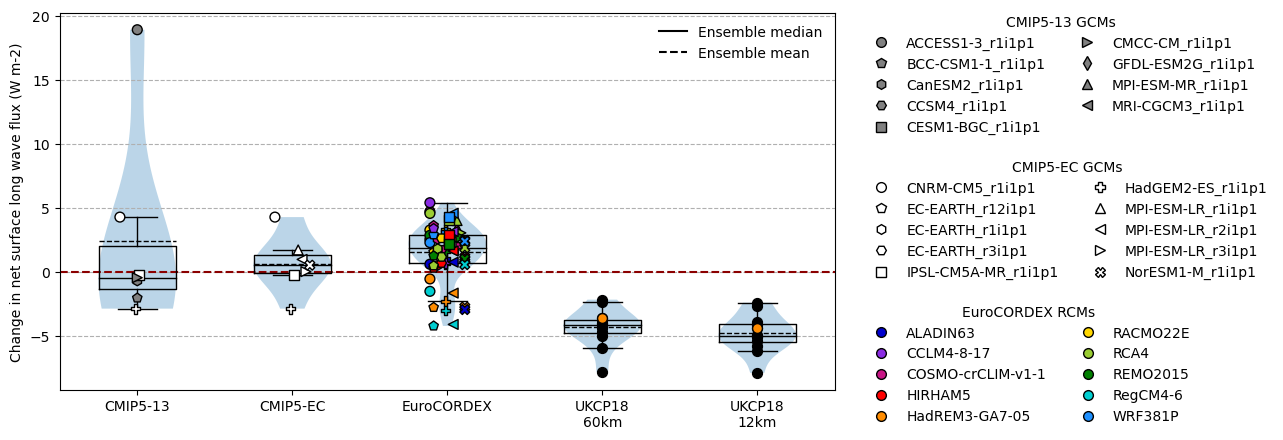 Change in net surface long wave flux (W m-2)
20
15
10
5
0
−5
Ensemble median
Ensemble mean
CMIP5-13
CMIP5-EC
EuroCORDEX
UKCP18
60km
UKCP18
12km
CMIP5-13 GCMs
ACCESS1-3_r1i1p1
BCC-CSM1-1_r1i1p1
CanESM2_r1i1p1
CCSM4_r1i1p1
CESM1-BGC_r1i1p1
CMCC-CM_r1i1p1
GFDL-ESM2G_r1i1p1
MPI-ESM-MR_r1i1p1
MRI-CGCM3_r1i1p1
CMIP5-EC GCMs
CNRM-CM5_r1i1p1
EC-EARTH_r12i1p1
EC-EARTH_r1i1p1
EC-EARTH_r3i1p1
IPSL-CM5A-MR_r1i1p1
HadGEM2-ES_r1i1p1
MPI-ESM-LR_r1i1p1
MPI-ESM-LR_r2i1p1
MPI-ESM-LR_r3i1p1
NorESM1-M_r1i1p1
EuroCORDEX RCMs
ALADIN63
CCLM4-8-17
COSMO-crCLIM-v1-1
HIRHAM5
HadREM3-GA7-05
RACMO22E
RCA4
REMO2015
RegCM4-6
WRF381P